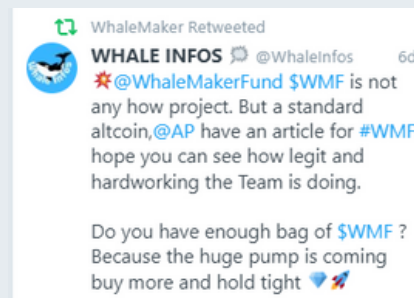 WhaleMaker Retweeted
WHALE INFOS @WhaleInfos 6d
@WhaleMakerFund $WMF is not
any how project. But a standard
altcoin,@AP have an article for #WMF
hope you can see how legit and
hardworking the Team is doing.
Do you have enough bag of $WMF ?
Because the huge pump is coming
buy more and hold tight 💎🚀